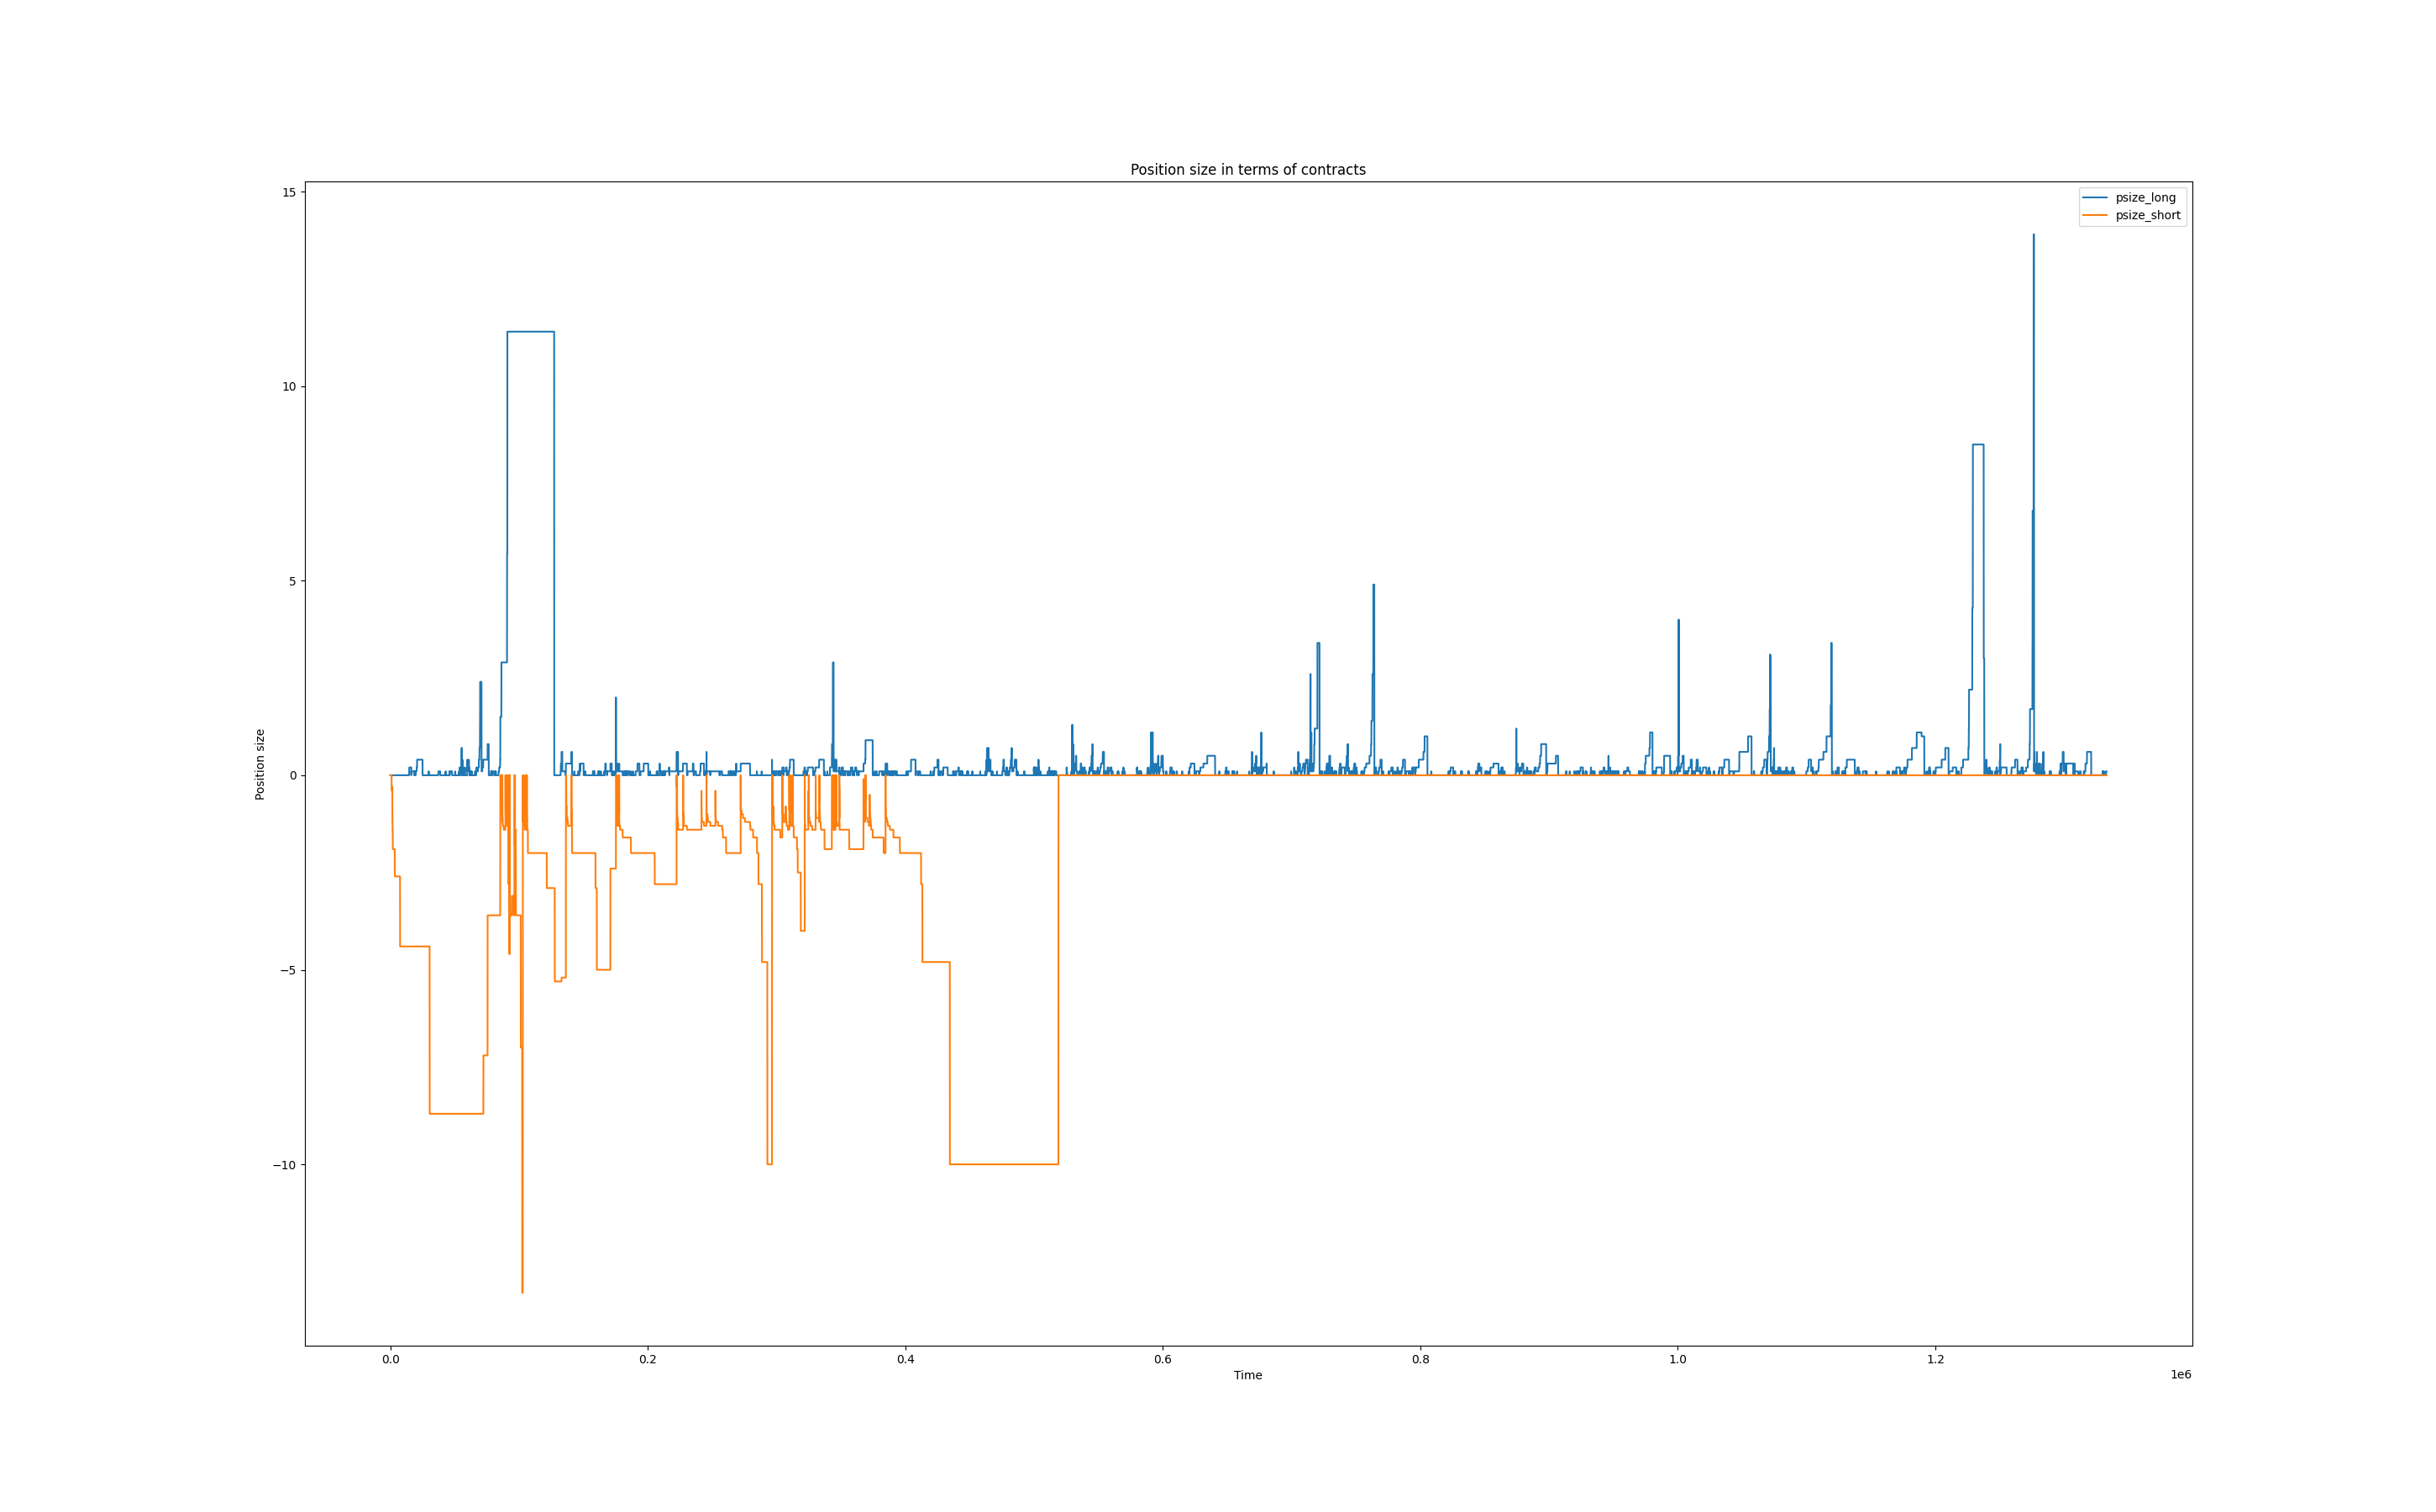 Position size in terms of contracts
psize_long
psize_short
15
10
5
0
−5
−10
Position size
0.0 0.2 0.4 0.6 0.8 1.0 1.2
Time
1e6